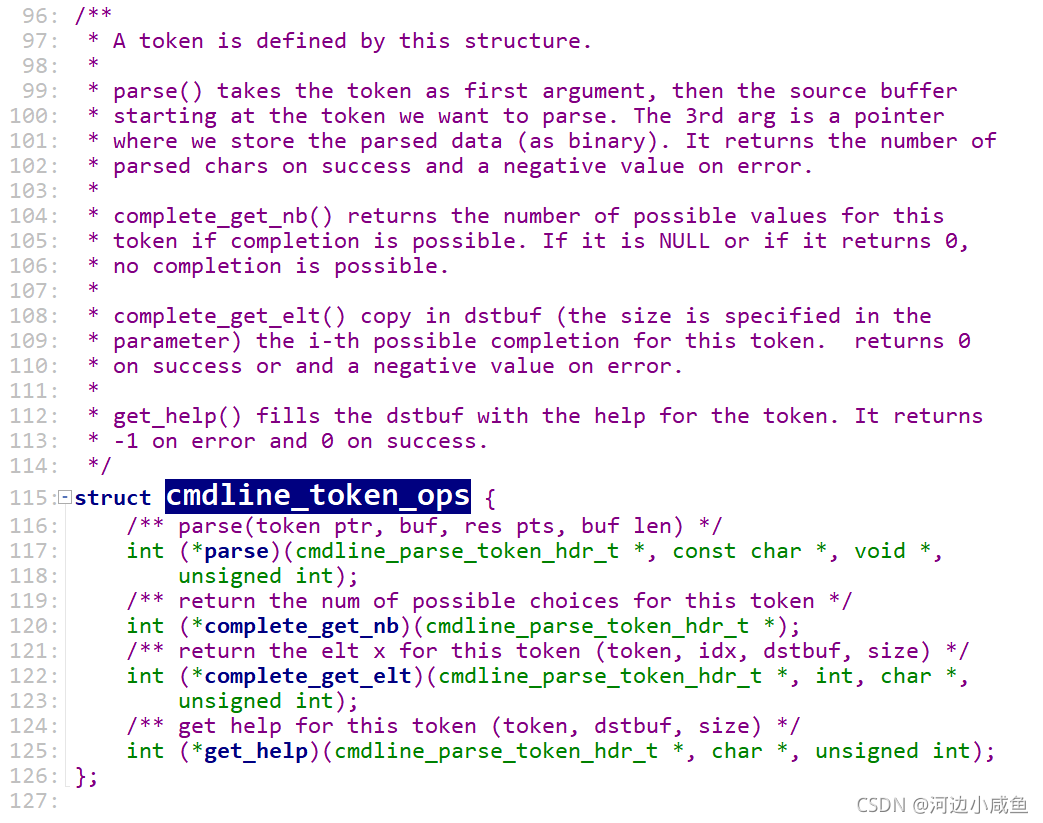 96: /**
97:  * A token is defined by this structure.
98:  *
99:  * parse() takes the token as first argument, then the source buffer
100:  * starting at the token we want to parse. The 3rd arg is a pointer
101:  * where we store the parsed data (as binary). It returns the number of
102:  * parsed chars on success and a negative value on error.
103:  *
104:  * complete_get_nb() returns the number of possible values for this
105:  * token if completion is possible. If it is NULL or if it returns 0,
106:  * no completion is possible.
107:  *
108:  * complete_get_elt() copy in dstbuf (the size is specified in the
109:  * parameter) the i-th possible completion for this token.  returns 0
110:  * on success or and a negative value on error.
111:  *
112:  * get_help() fills the dstbuf with the help for the token. It returns
113:  * -1 on error and 0 on success.
114:  */
115: struct cmdline_token_ops {
116:     /** parse(token ptr, buf, res pts, buf len) */
117:     int (*parse)(cmdline_parse_token_hdr_t *, const char *, void *,
118:         unsigned int);
119:     /** return the num of possible choices for this token */
120:     int (*complete_get_nb)(cmdline_parse_token_hdr_t *);
121:     /** return the elt x for this token (token, idx, dstbuf, size) */
122:     int (*complete_get_elt)(cmdline_parse_token_hdr_t *, int, char *,
123:         unsigned int);
124:     /** get help for this token (token, dstbuf, size) */
125:     int (*get_help)(cmdline_parse_token_hdr_t *, char *, unsigned int);
126: };
127:
CSDN @河边小咸鱼